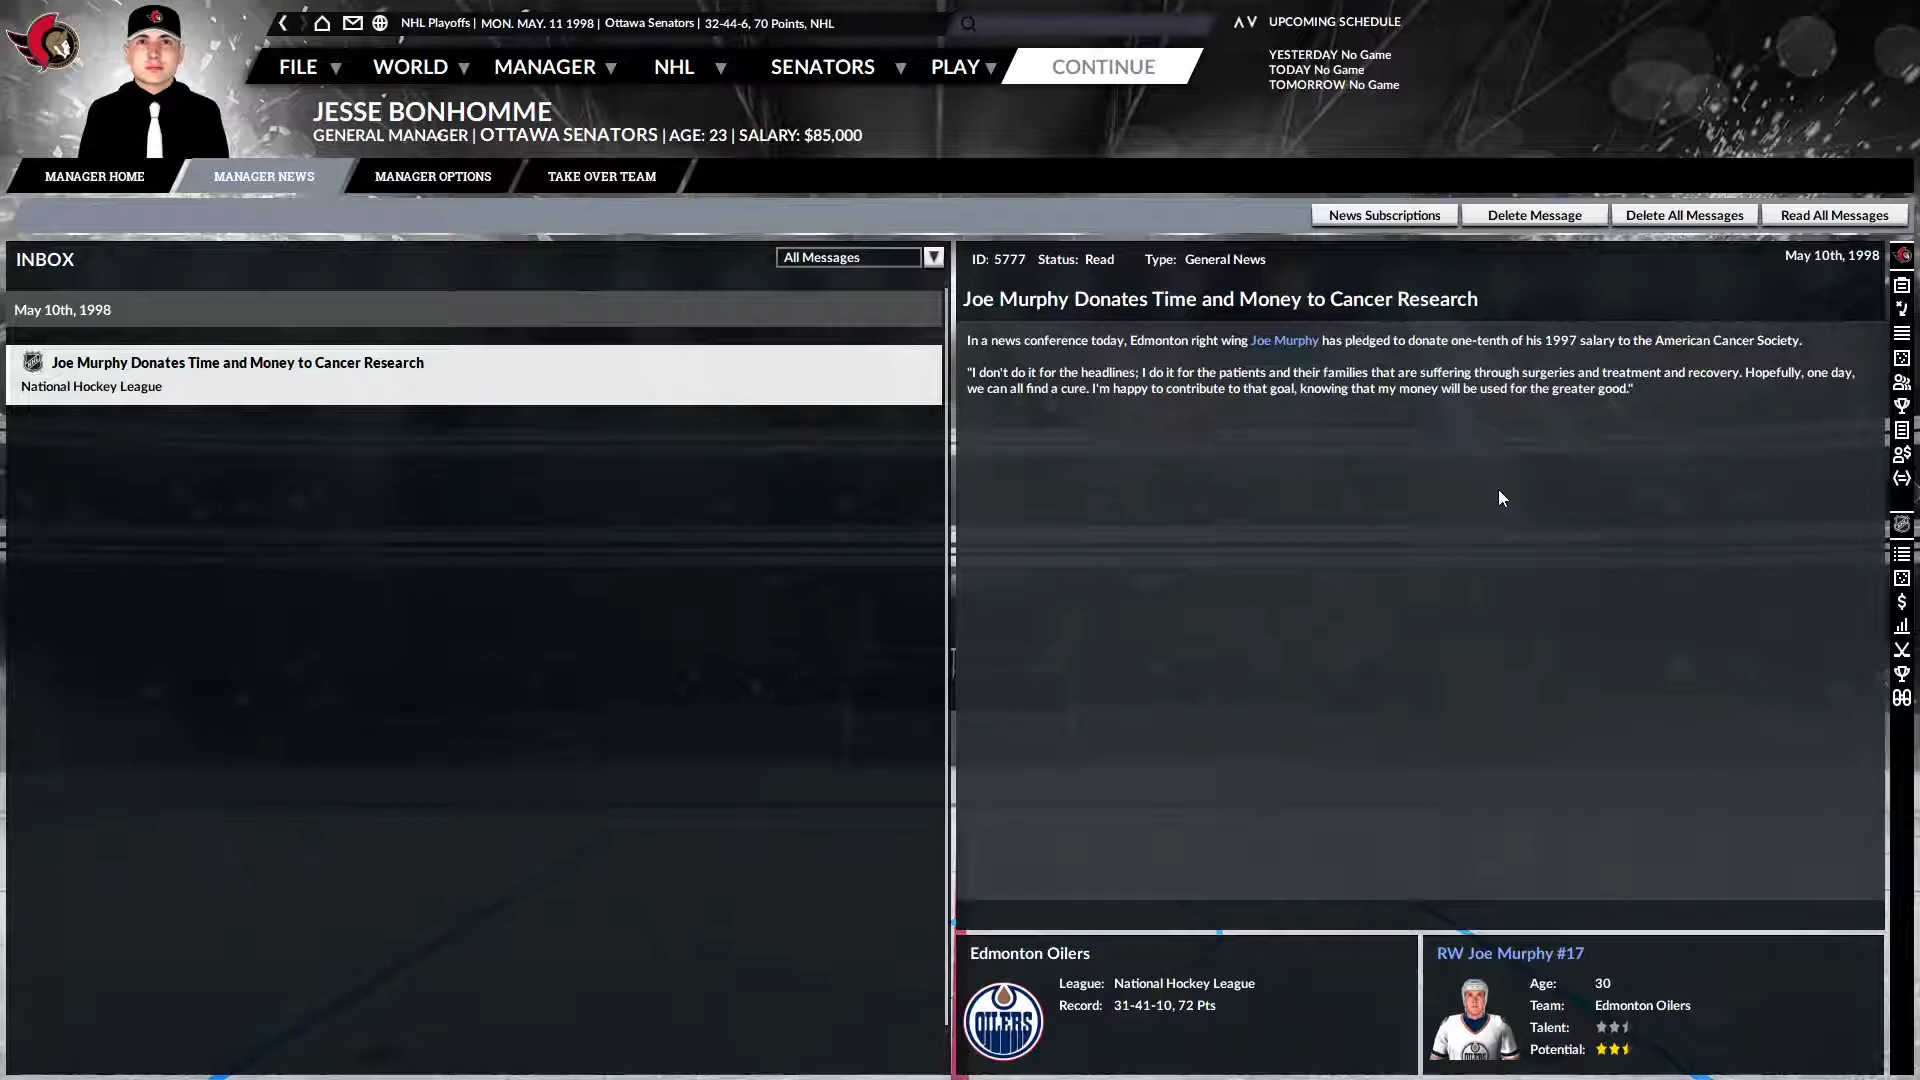 NHL Playoffs | MON. MAY. 11 1998 | Ottawa Senators | 32-44-6, 70 Points, NHL
UPCOMING SCHEDULE
YESTERDAY No Game
TODAY No Game
TOMORROW No Game
FILE WORLD MANAGER NHL SENATORS PLAY CONTINUE
JESSE BONHOMME
GENERAL MANAGER | OTTAWA SENATORS | AGE: 23 | SALARY: $85,000
MANAGER HOME MANAGER NEWS MANAGER OPTIONS TAKE OVER TEAM
News Subscriptions Delete Message Delete All Messages Read All Messages
INBOX
All Messages
May 10th, 1998
Joe Murphy Donates Time and Money to Cancer Research
National Hockey League
ID: 5777 Status: Read Type: General News
May 10th, 1998
Joe Murphy Donates Time and Money to Cancer Research
In a news conference today, Edmonton right wing Joe Murphy has pledged to donate one-tenth of his 1997 salary to the American Cancer Society.
"I don't do it for the headlines; I do it for the patients and their families that are suffering through surgeries and treatment and recovery. Hopefully, one day,
we can all find a cure. I'm happy to contribute to that goal, knowing that my money will be used for the greater good."
Edmonton Oilers
League: National Hockey League
Record: 31-41-10, 72 Pts
OILERS
RW Joe Murphy #17
Age: 30
Team: Edmonton Oilers
Talent:
Potential: